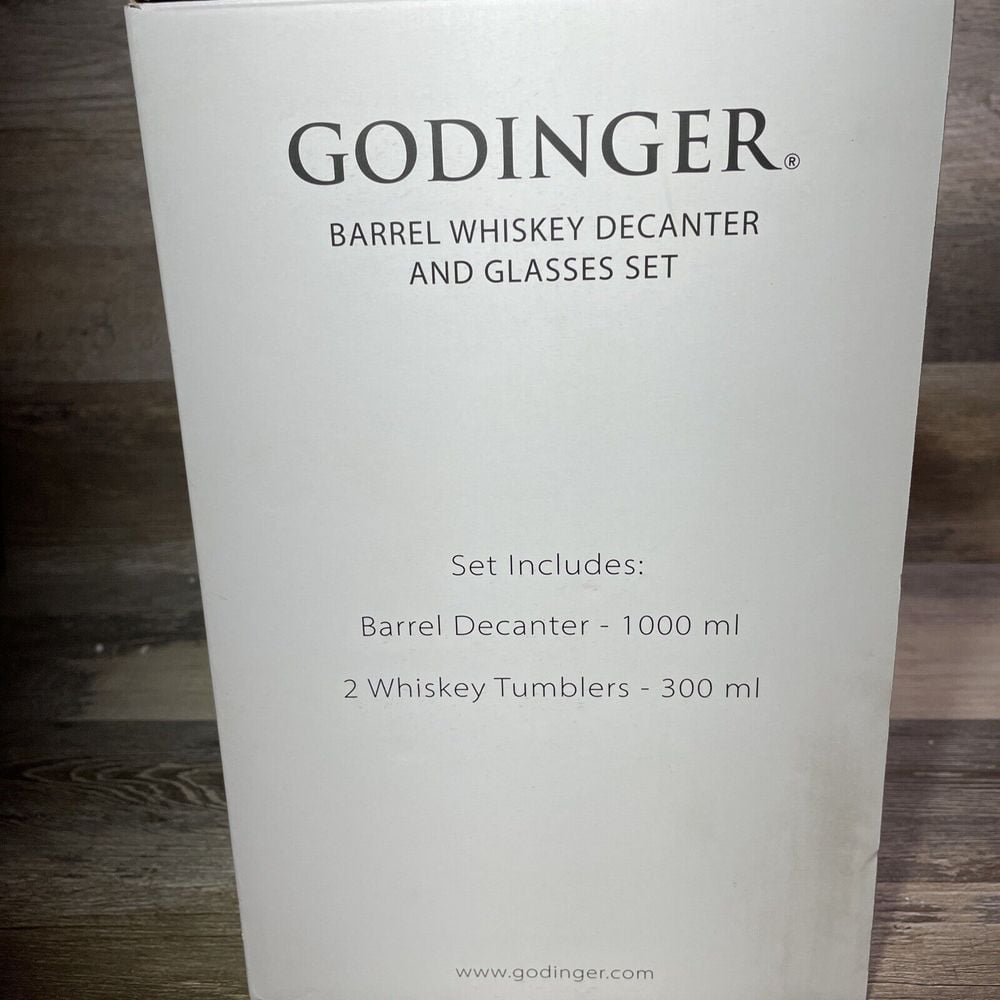 GODINGER®
BARREL WHISKEY DECANTER
AND GLASSES SET
Set Includes:
Barrel Decanter - 1000 ml
2 Whiskey Tumblers - 300 ml
www.godinger.com